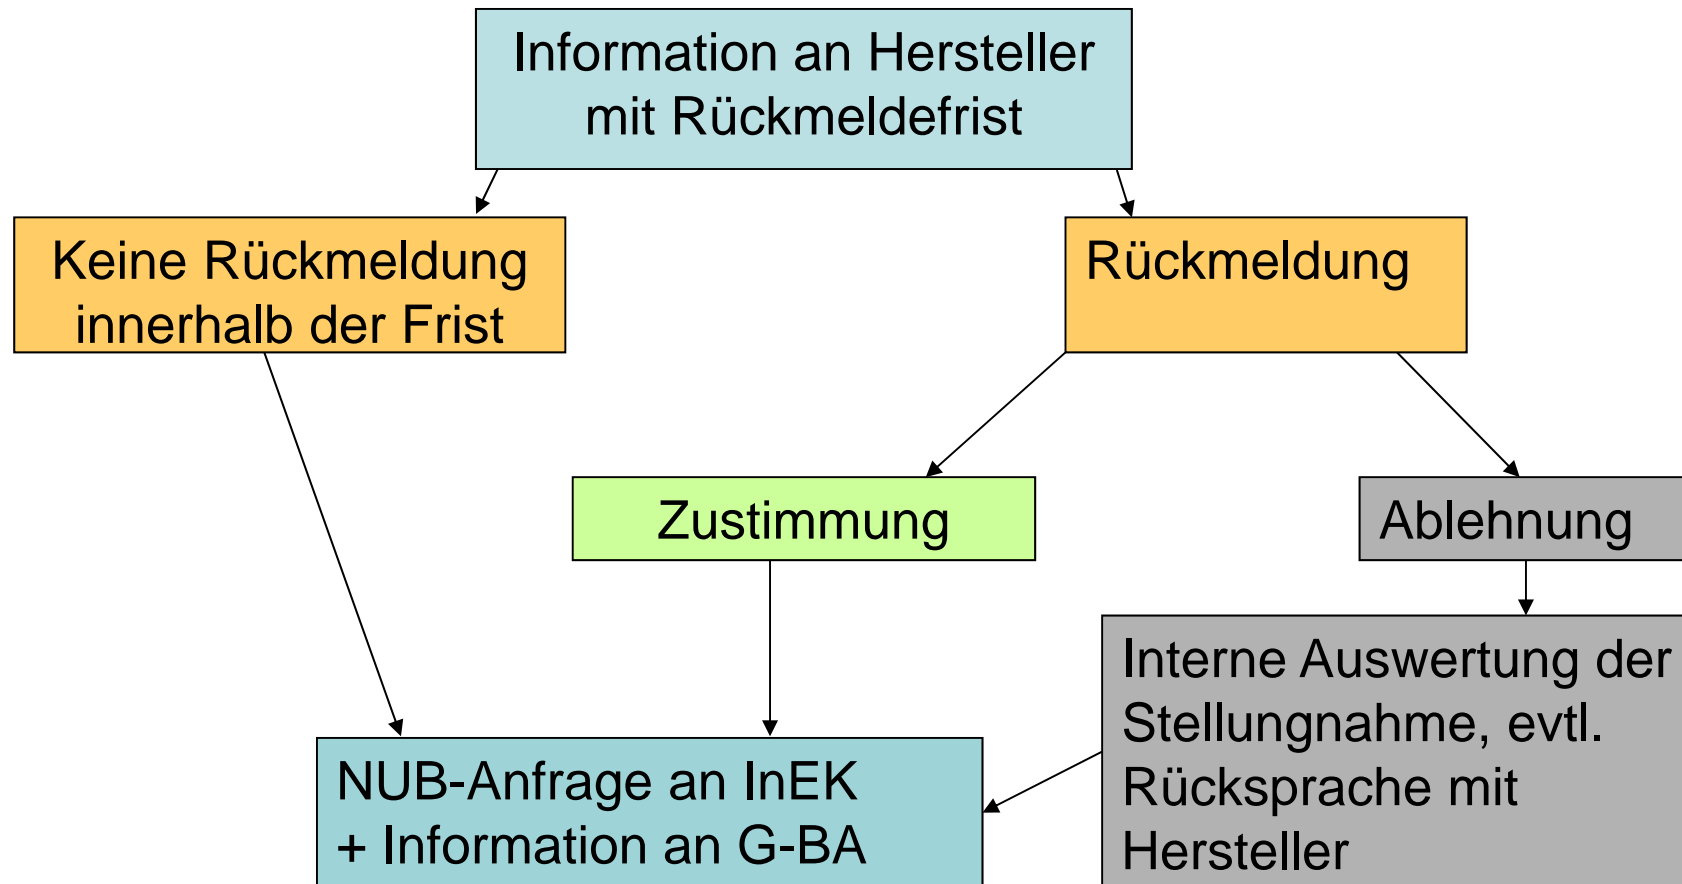 Information an Hersteller
mit Rückmeldefrist
Keine Rückmeldung
innerhalb der Frist
Rückmeldung
Zustimmung
Ablehnung
Interne Auswertung der
Stellungnahme, evtl.
Rücksprache mit
Hersteller
NUB-Anfrage an InEK
+ Information an G-BA